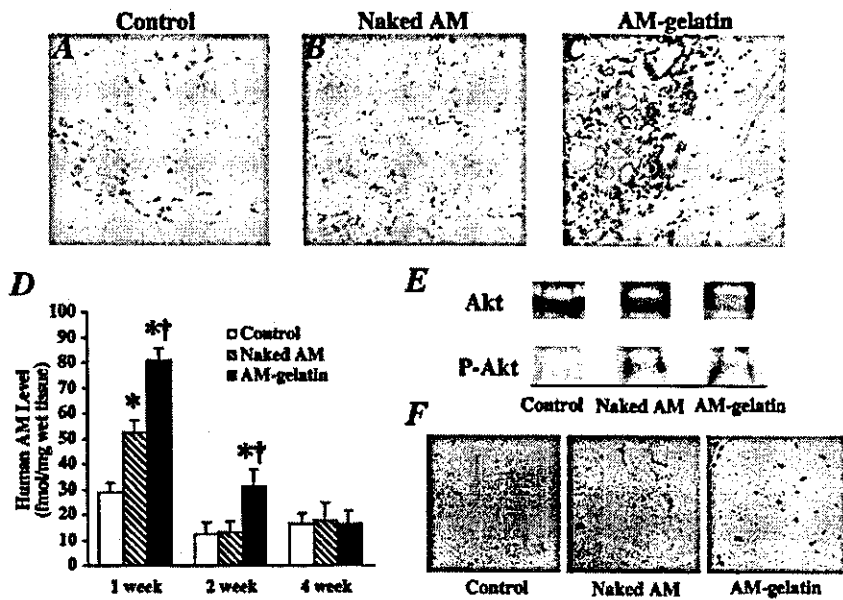 Control
Naked AM
AM-gelatin
A
B
C
D
Human AM Level
(fmol/mg wet tissue)
100
90
80
70
60
50
40
30
20
10
0
*
*†
*†
Control
Naked AM
AM-gelatin
1 week
2 week
4 week
E
Akt
P-Akt
Control
Naked AM
AM-gelatin
F
Control
Naked AM
AM-gelatin